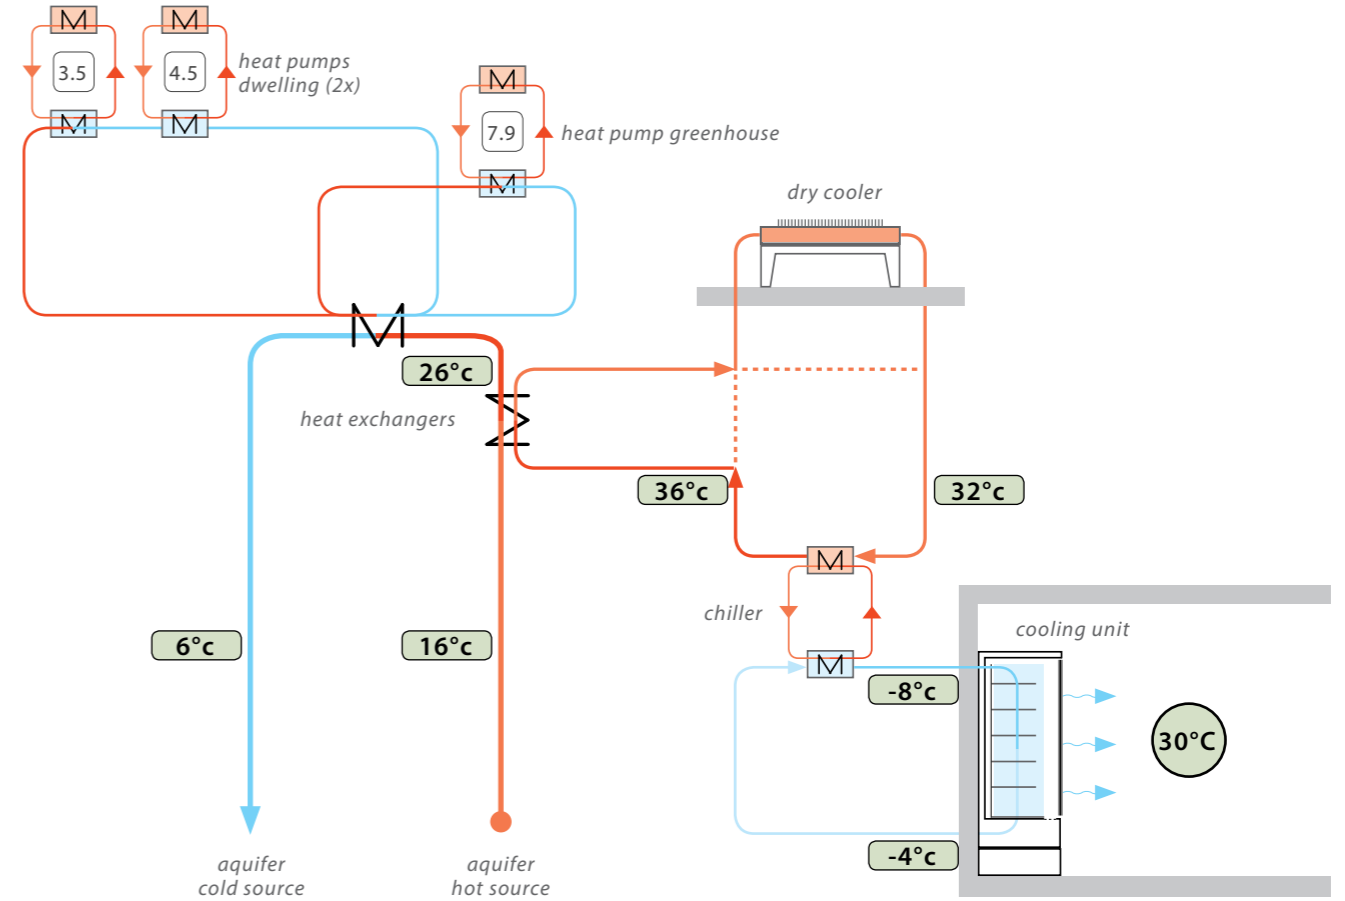 3.5
4.5
heat pumps
dwelling (2x)
7.9
heat pump greenhouse
dry cooler
26°c
heat exchangers
36°c
32°c
chiller
cooling unit
6°c
16°c
-8°c
30°C
-4°c
aquifer
cold source
aquifer
hot source